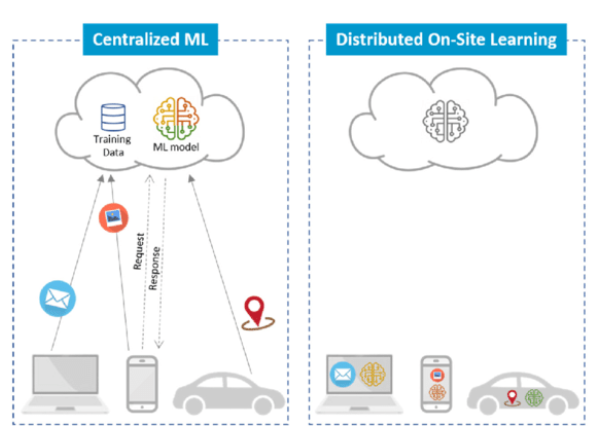 Centralized ML
Distributed On-Site Learning
Training
Data
ML model
Request
Response